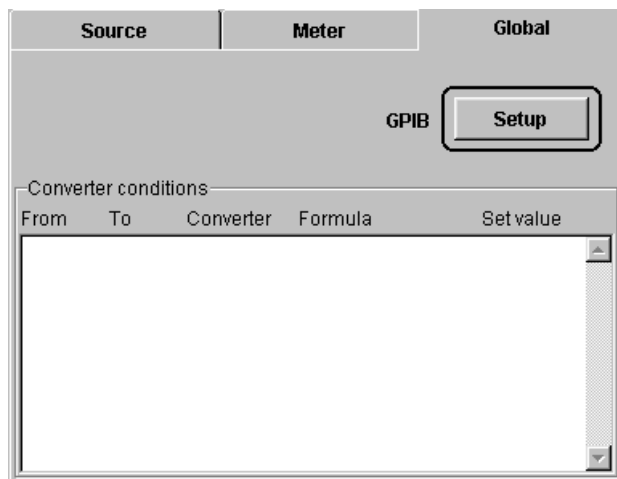 Source Meter Global
GPIB Setup
Converter conditions
From To Converter Formula Set value